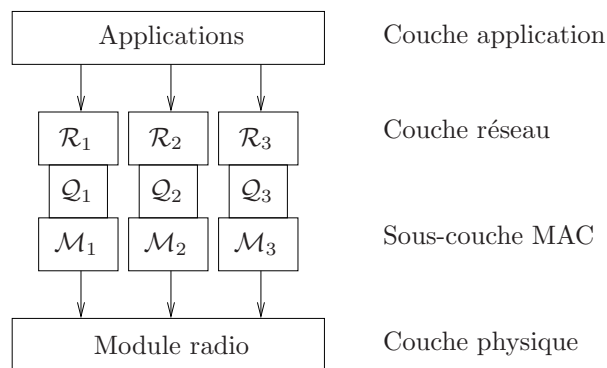 Applications Couche application
R1 R2 R3 Couche réseau
Q1 Q2 Q3
M1 M2 M3 Sous-couche MAC
Module radio Couche physique